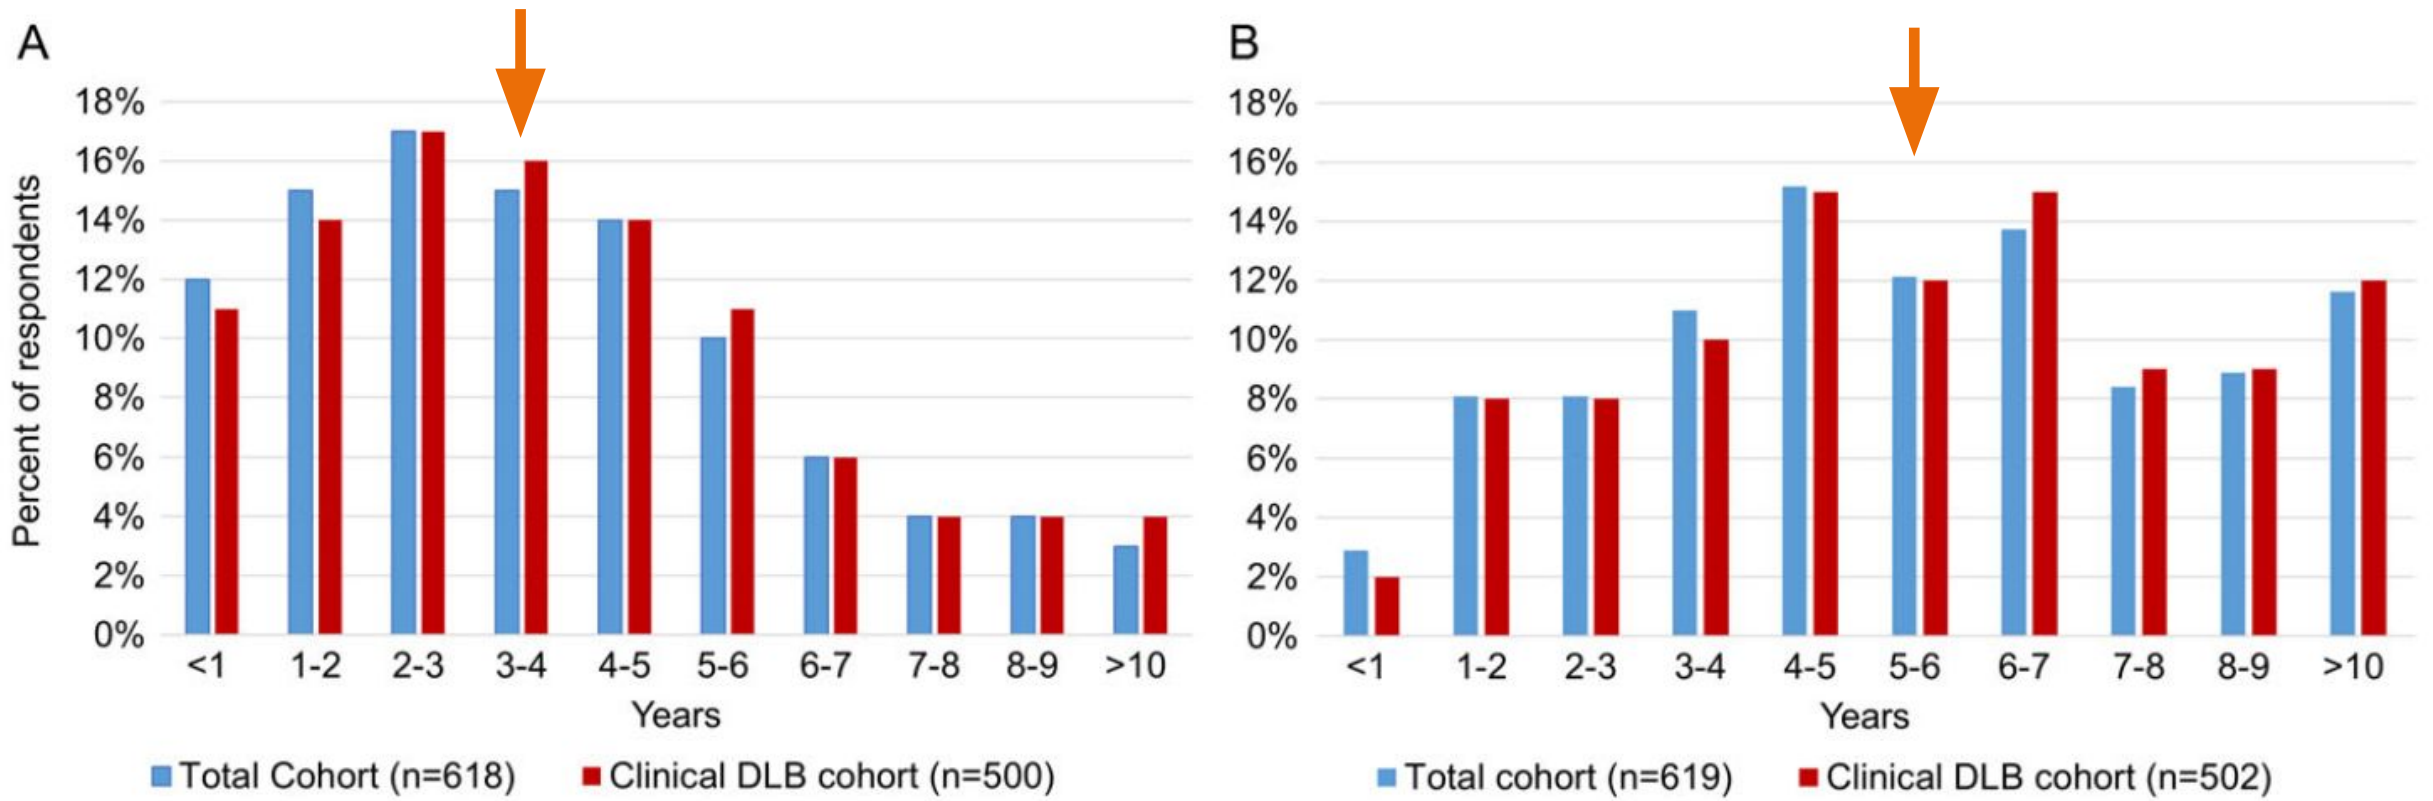 A
Percent of respondents
18%
16%
14%
12%
10%
8%
6%
4%
2%
0%
<1 1-2 2-3 3-4 4-5 5-6 6-7 7-8 8-9 >10
Years
Total Cohort (n=618) Clinical DLB cohort (n=500)
B
18%
16%
14%
12%
10%
8%
6%
4%
2%
0%
<1 1-2 2-3 3-4 4-5 5-6 6-7 7-8 8-9 >10
Years
Total cohort (n=619) Clinical DLB cohort (n=502)